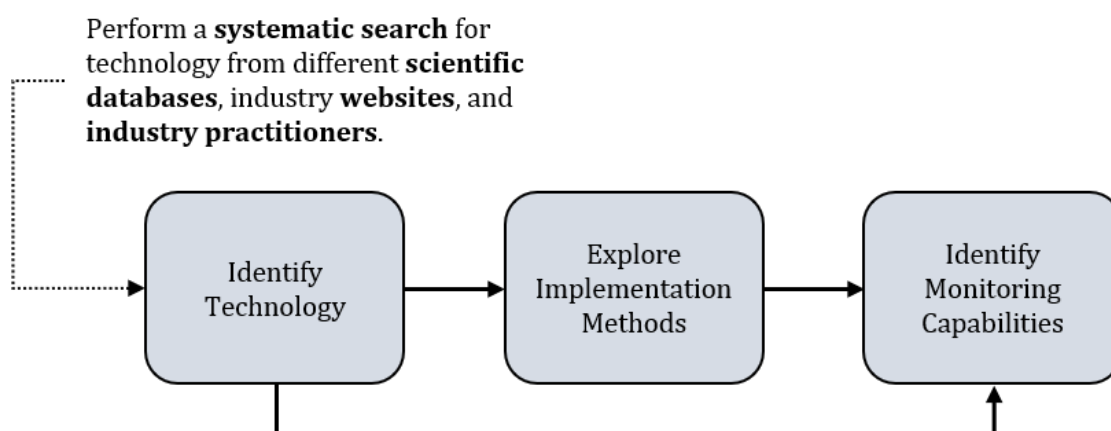 Perform a systematic search for
technology from different scientific
databases, industry websites, and
industry practitioners.
Identify
Technology
Explore
Implementation
Methods
Identify
Monitoring
Capabilities